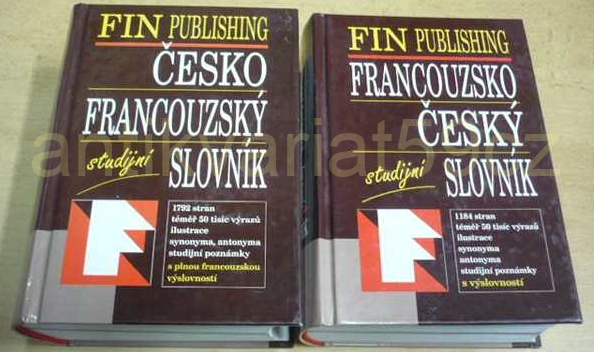 FIN PUBLISHING
ČESKO
FRANCOUZSKÝ
studijní
SLOVNÍK
1792 stran
téměř 50 tisíc výrazů
ilustrace
synonyma, antonyma
studijní poznámky
s plnou francouzskou
výslovností
FIN PUBLISHING
FRANCOUZSKO
ČESKÝ
studijní
SLOVNÍK
1184 stran
téměř 50 tisíc výrazů
ilustrace
synonyma
antonyma
studijní poznámky
s výslovností